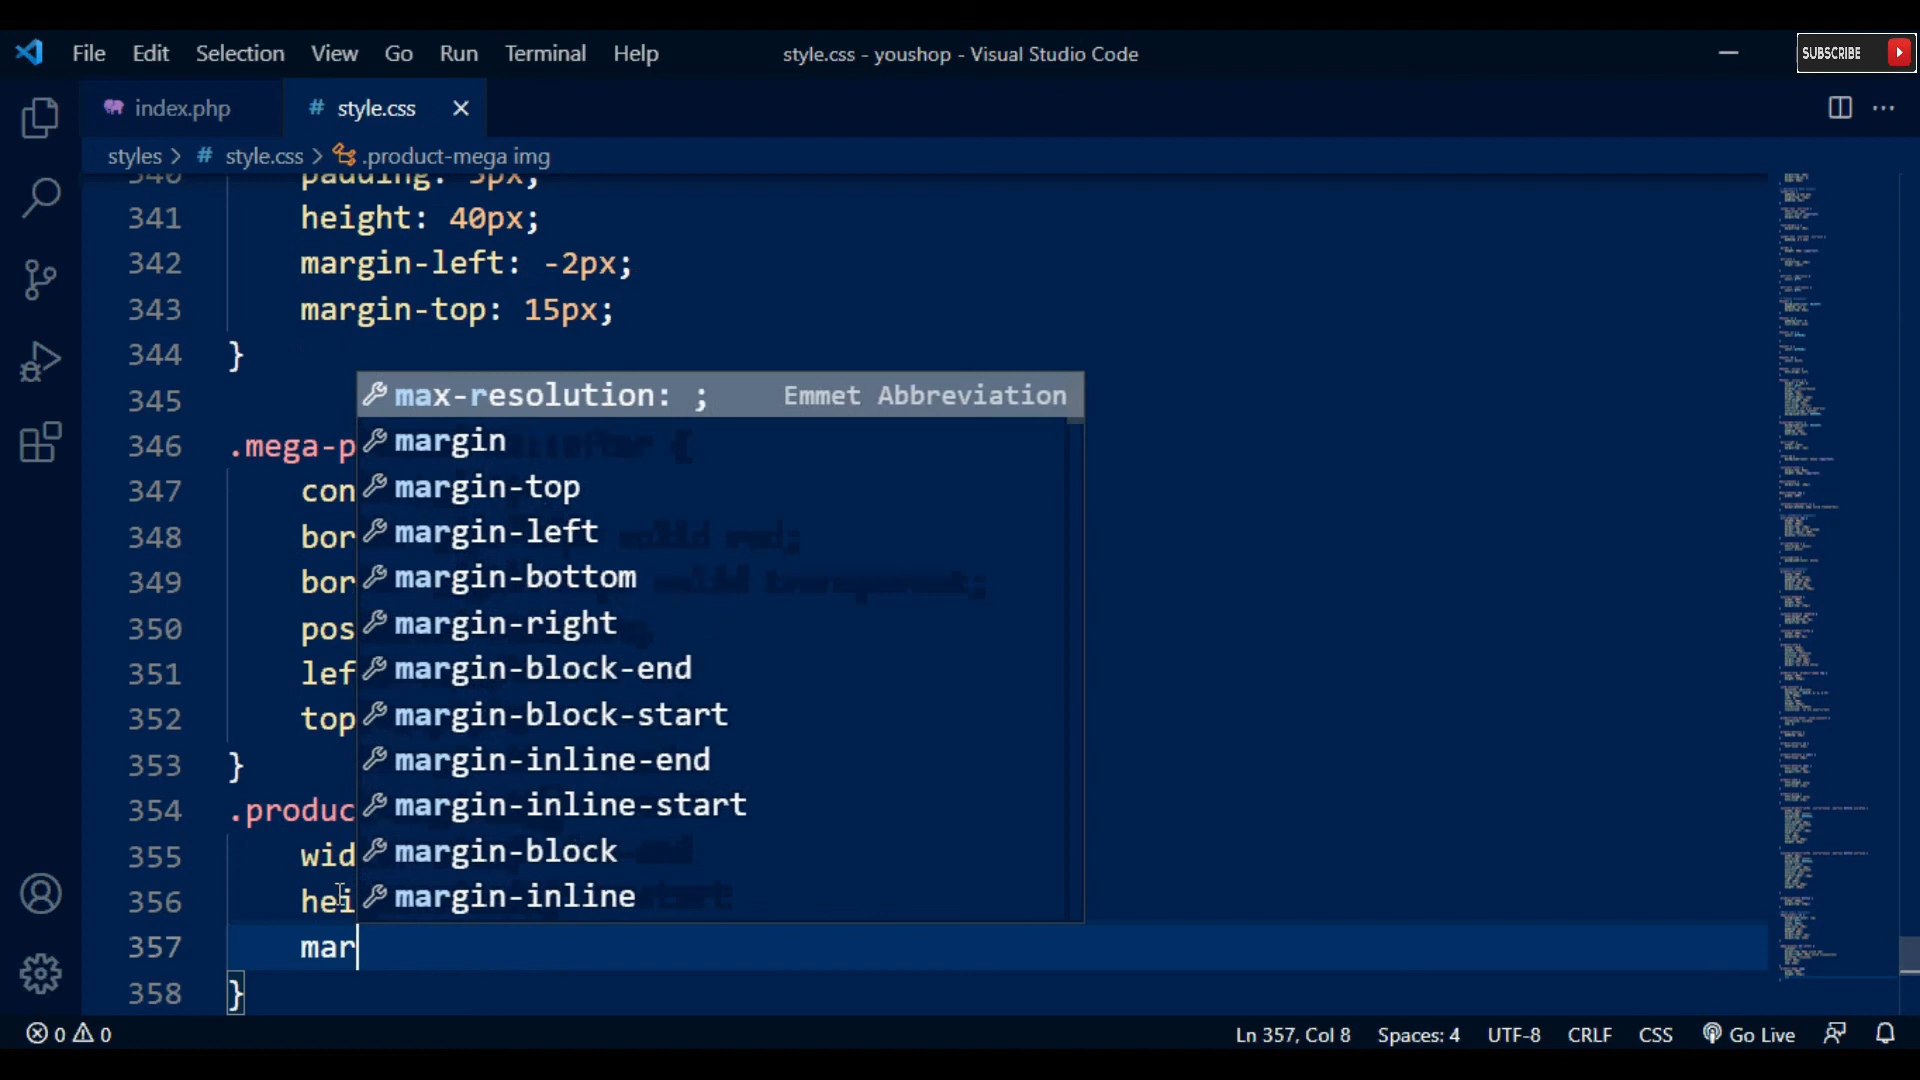 File Edit Selection View Go Run Terminal Help style.css - youshop - Visual Studio Code SUBSCRIBE
index.php # style.css
styles > # style.css > .product-mega img
340 padding: 5px;
341 height: 40px;
342 margin-left: -2px;
343 margin-top: 15px;
344 }
max-resolution: ; Emmet Abbreviation
345
margin
346 .mega-p
margin-top
347 con
margin-left
348 bor solid red;
margin-bottom
349 bor solid transparent;
margin-right
350 pos
margin-block-end
351 lef
margin-block-start
352 top
margin-inline-end
353 }
margin-inline-start
354 .produc
margin-block
355 wid
margin-inline
356 hei
357 mar
358 }
0 0 Ln 357, Col 8 Spaces: 4 UTF-8 CRLF CSS Go Live